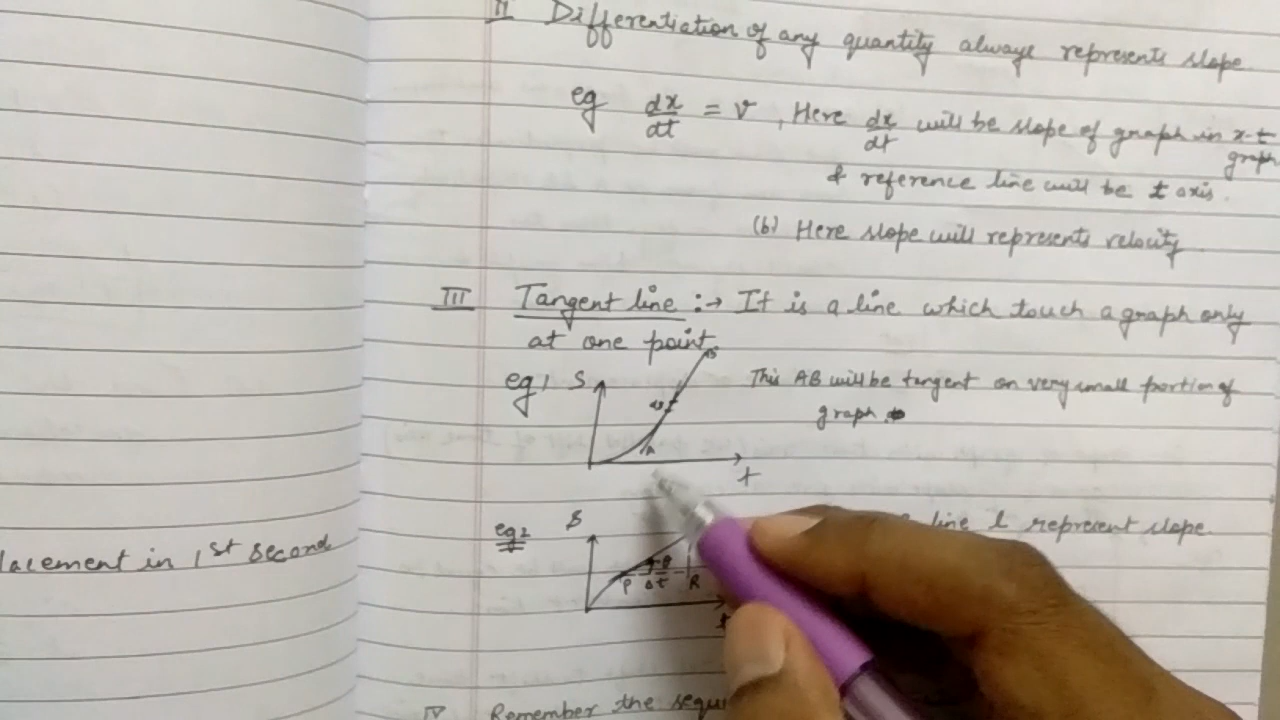 II Differentiation of any quantity always represents slope.
eg dx/dt = v , Here dx/dt will be slope of graph in x-t
graph
& reference line will be t axis.
(b) Here slope will represents velocity
III Tangent line :→ It is a line which touch a graph only
at one point.
eg1 S B
This AB will be tangent on very small portion of
graph.
A
t
eg2 S
line l represent slope.
P Δt R
θ
t
lacement in 1st second
IV Remember the sequ